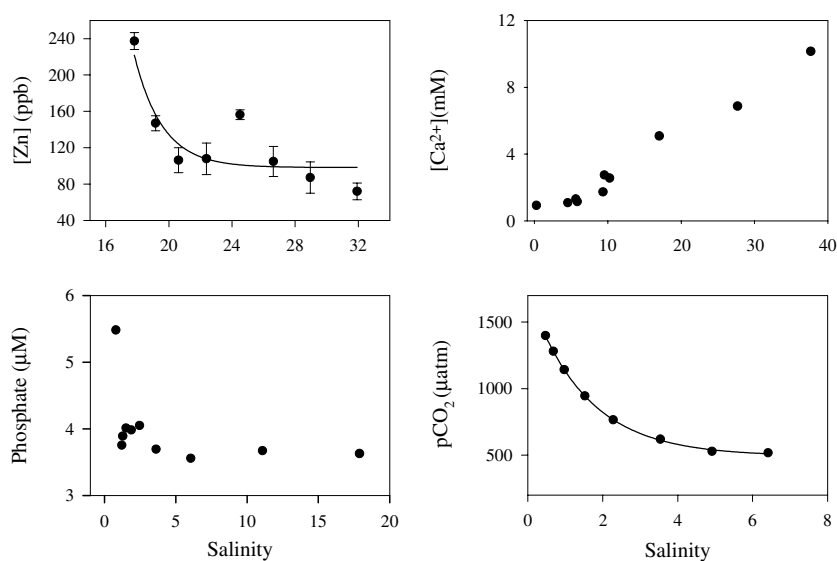 [Zn] (ppb)
240
200
160
120
80
40
16 20 24 28 32
[Ca²⁺](mM)
12
8
4
0
0 10 20 30 40
Phosphate (µM)
6
5
4
3
0 5 10 15 20
Salinity
pCO₂ (µatm)
1500
1000
500
0 2 4 6 8
Salinity